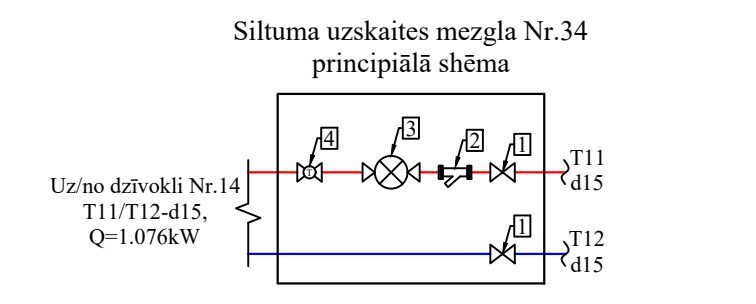 Siltuma uzskaites mezgla Nr.34
principiālā shēma
4
3
2
1
T11
d15
Uz/no dzīvokli Nr.14
T11/T12-d15,
Q=1.076kW
T
1
T12
d15